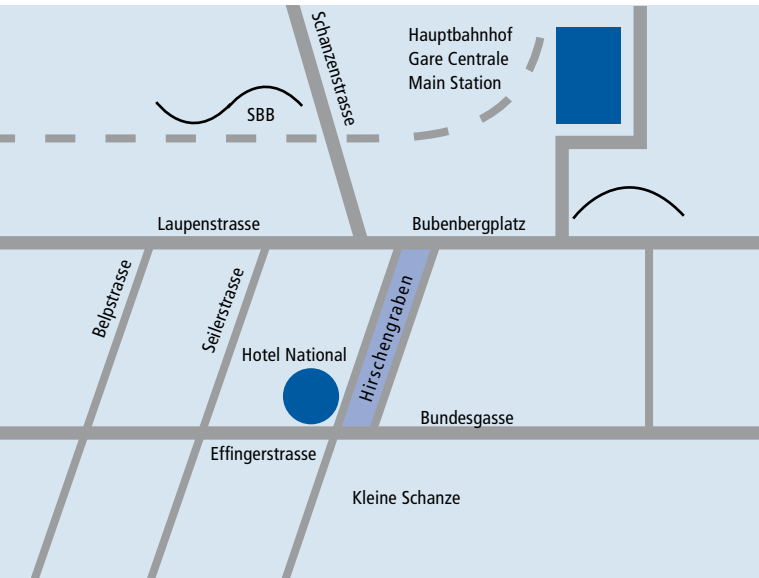 Schanzenstrasse
Hauptbahnhof
Gare Centrale
Main Station
SBB
Laupenstrasse
Bubenbergplatz
Belpstrasse
Seilerstrasse
Hirschengraben
Hotel National
Bundesgasse
Effingerstrasse
Kleine Schanze